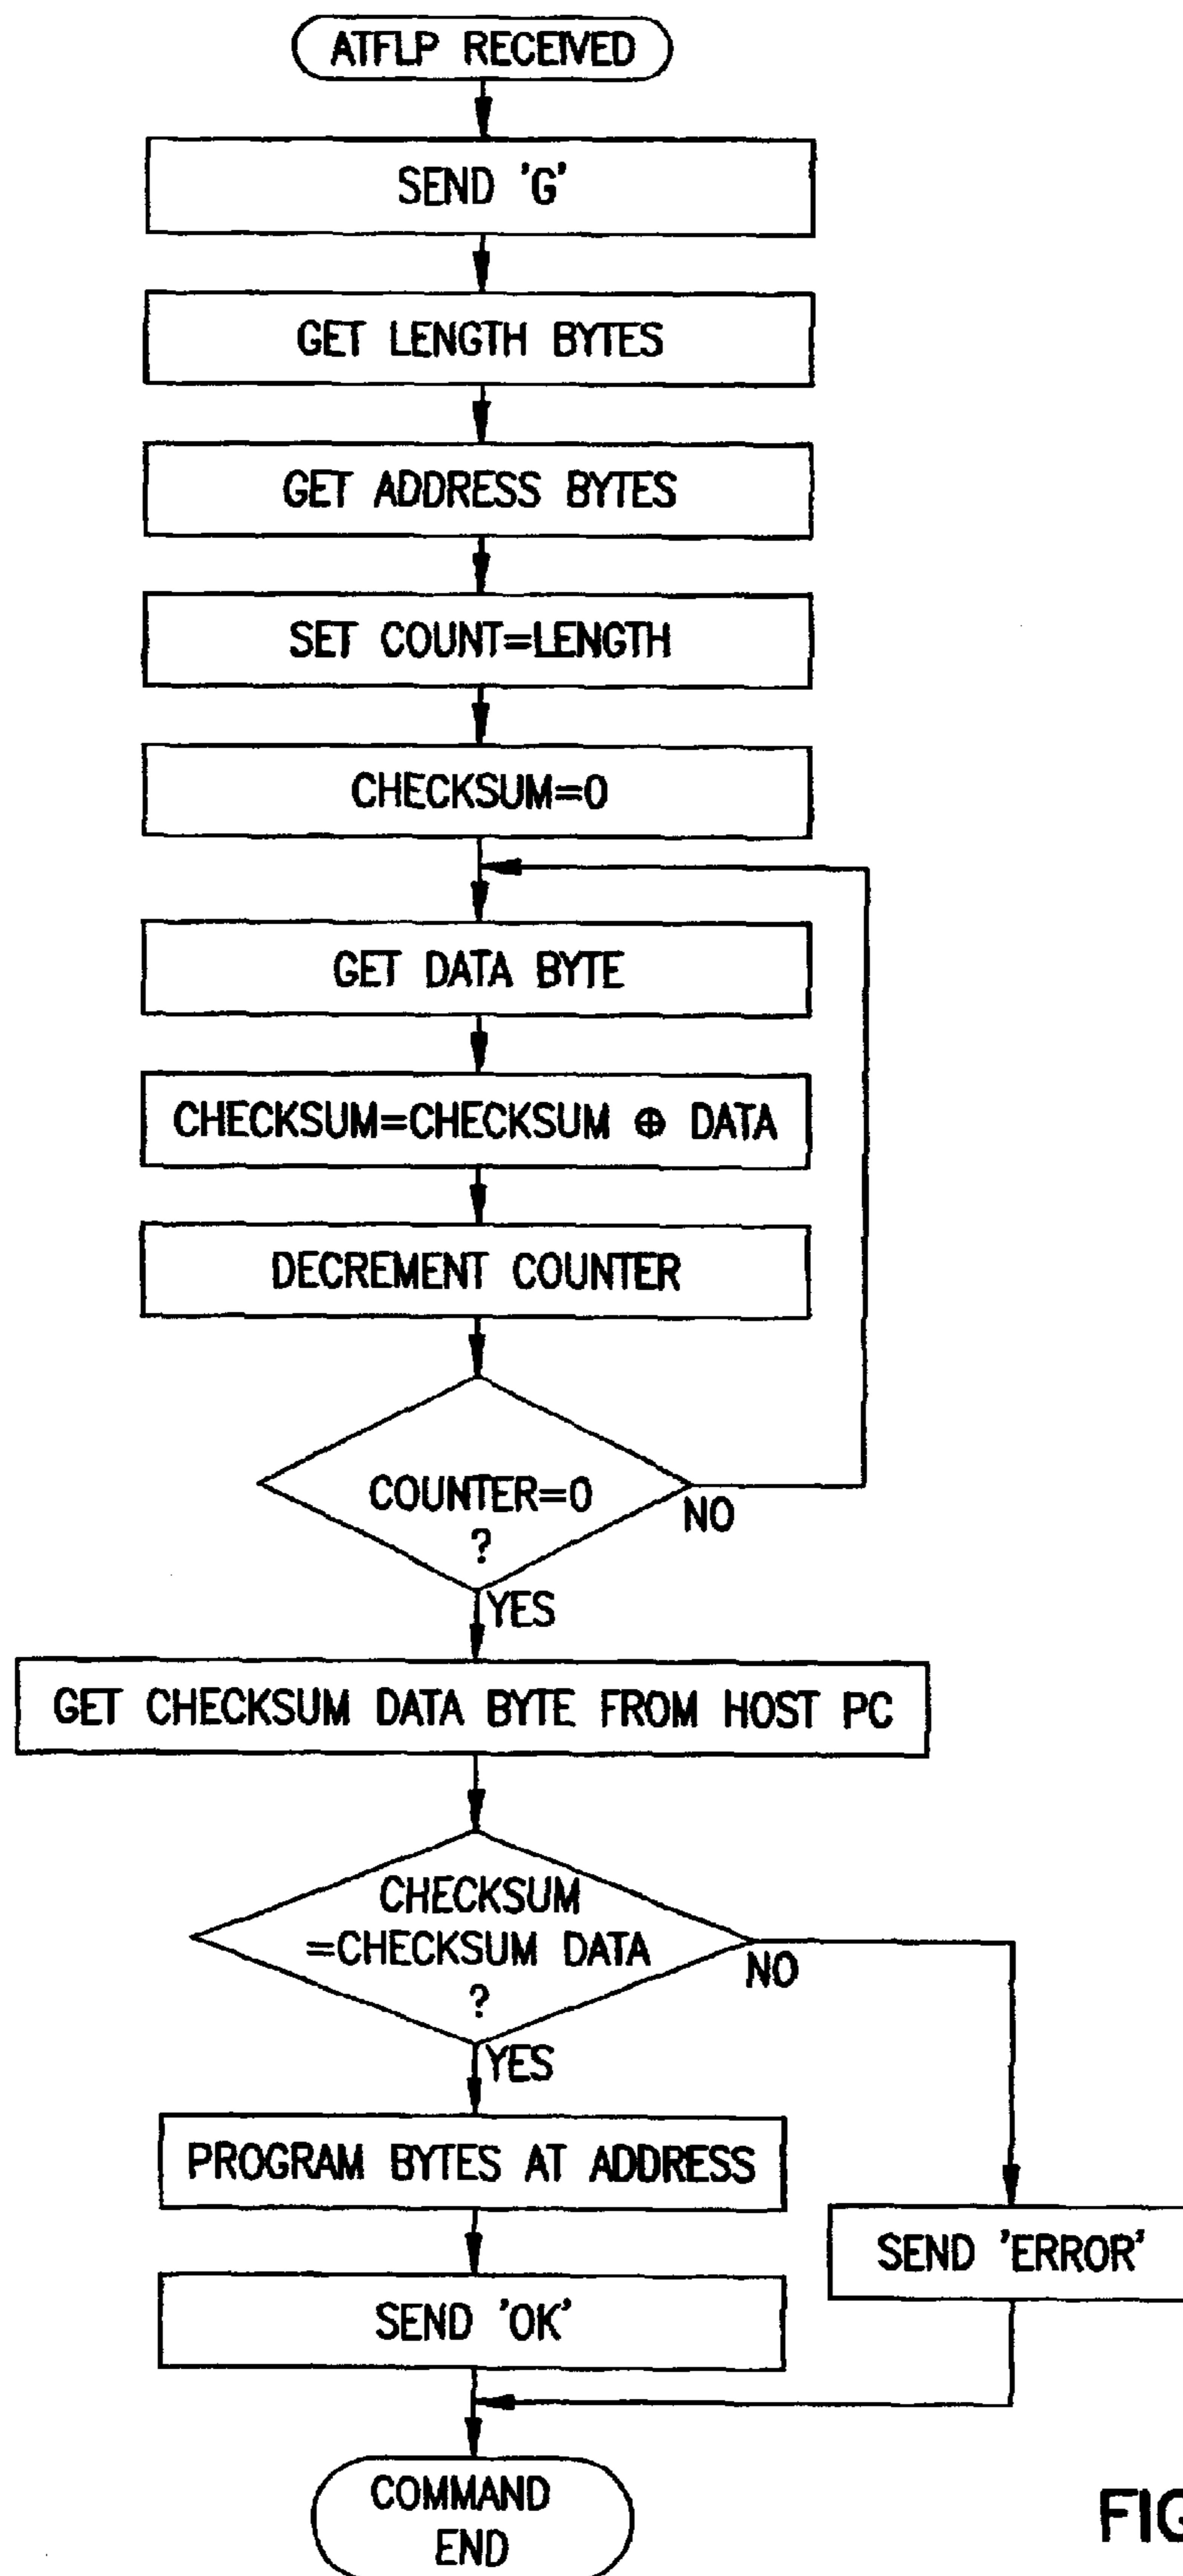 ATFLP RECEIVED
SEND 'G'
GET LENGTH BYTES
GET ADDRESS BYTES
SET COUNT=LENGTH
CHECKSUM=0
GET DATA BYTE
CHECKSUM=CHECKSUM ⊕ DATA
DECREMENT COUNTER
COUNTER=0
?
NO
YES
GET CHECKSUM DATA BYTE FROM HOST PC
CHECKSUM
=CHECKSUM DATA
?
NO
YES
PROGRAM BYTES AT ADDRESS
SEND 'ERROR'
SEND 'OK'
COMMAND
END
FIG